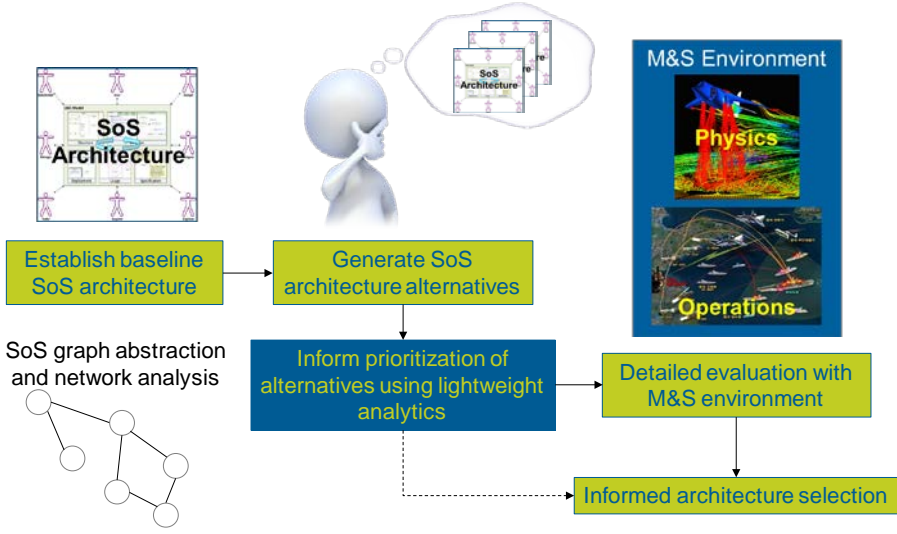 SoS
Architecture
SoS
Architecture
M&S Environment
Physics
Operations
Establish baseline
SoS architecture
Generate SoS
architecture alternatives
SoS graph abstraction
and network analysis
Inform prioritization of
alternatives using lightweight
analytics
Detailed evaluation with
M&S environment
Informed architecture selection